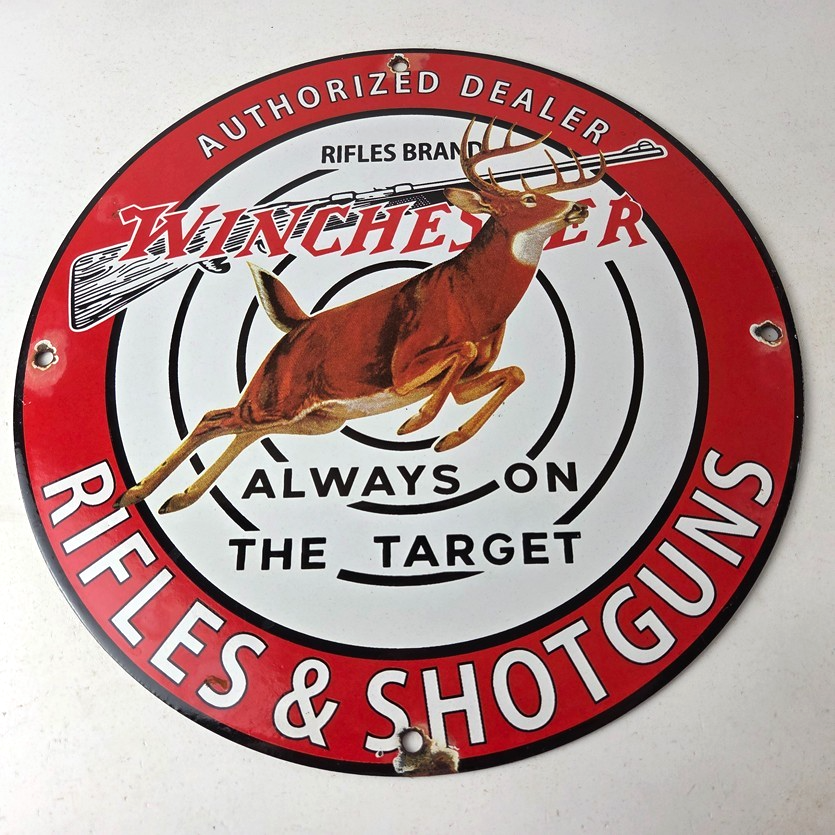 AUTHORIZED DEALER
RIFLES BRAND
WINCHESTER
ALWAYS ON
THE TARGET
RIFLES & SHOTGUNS